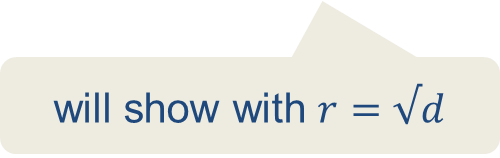 will show with r = √d